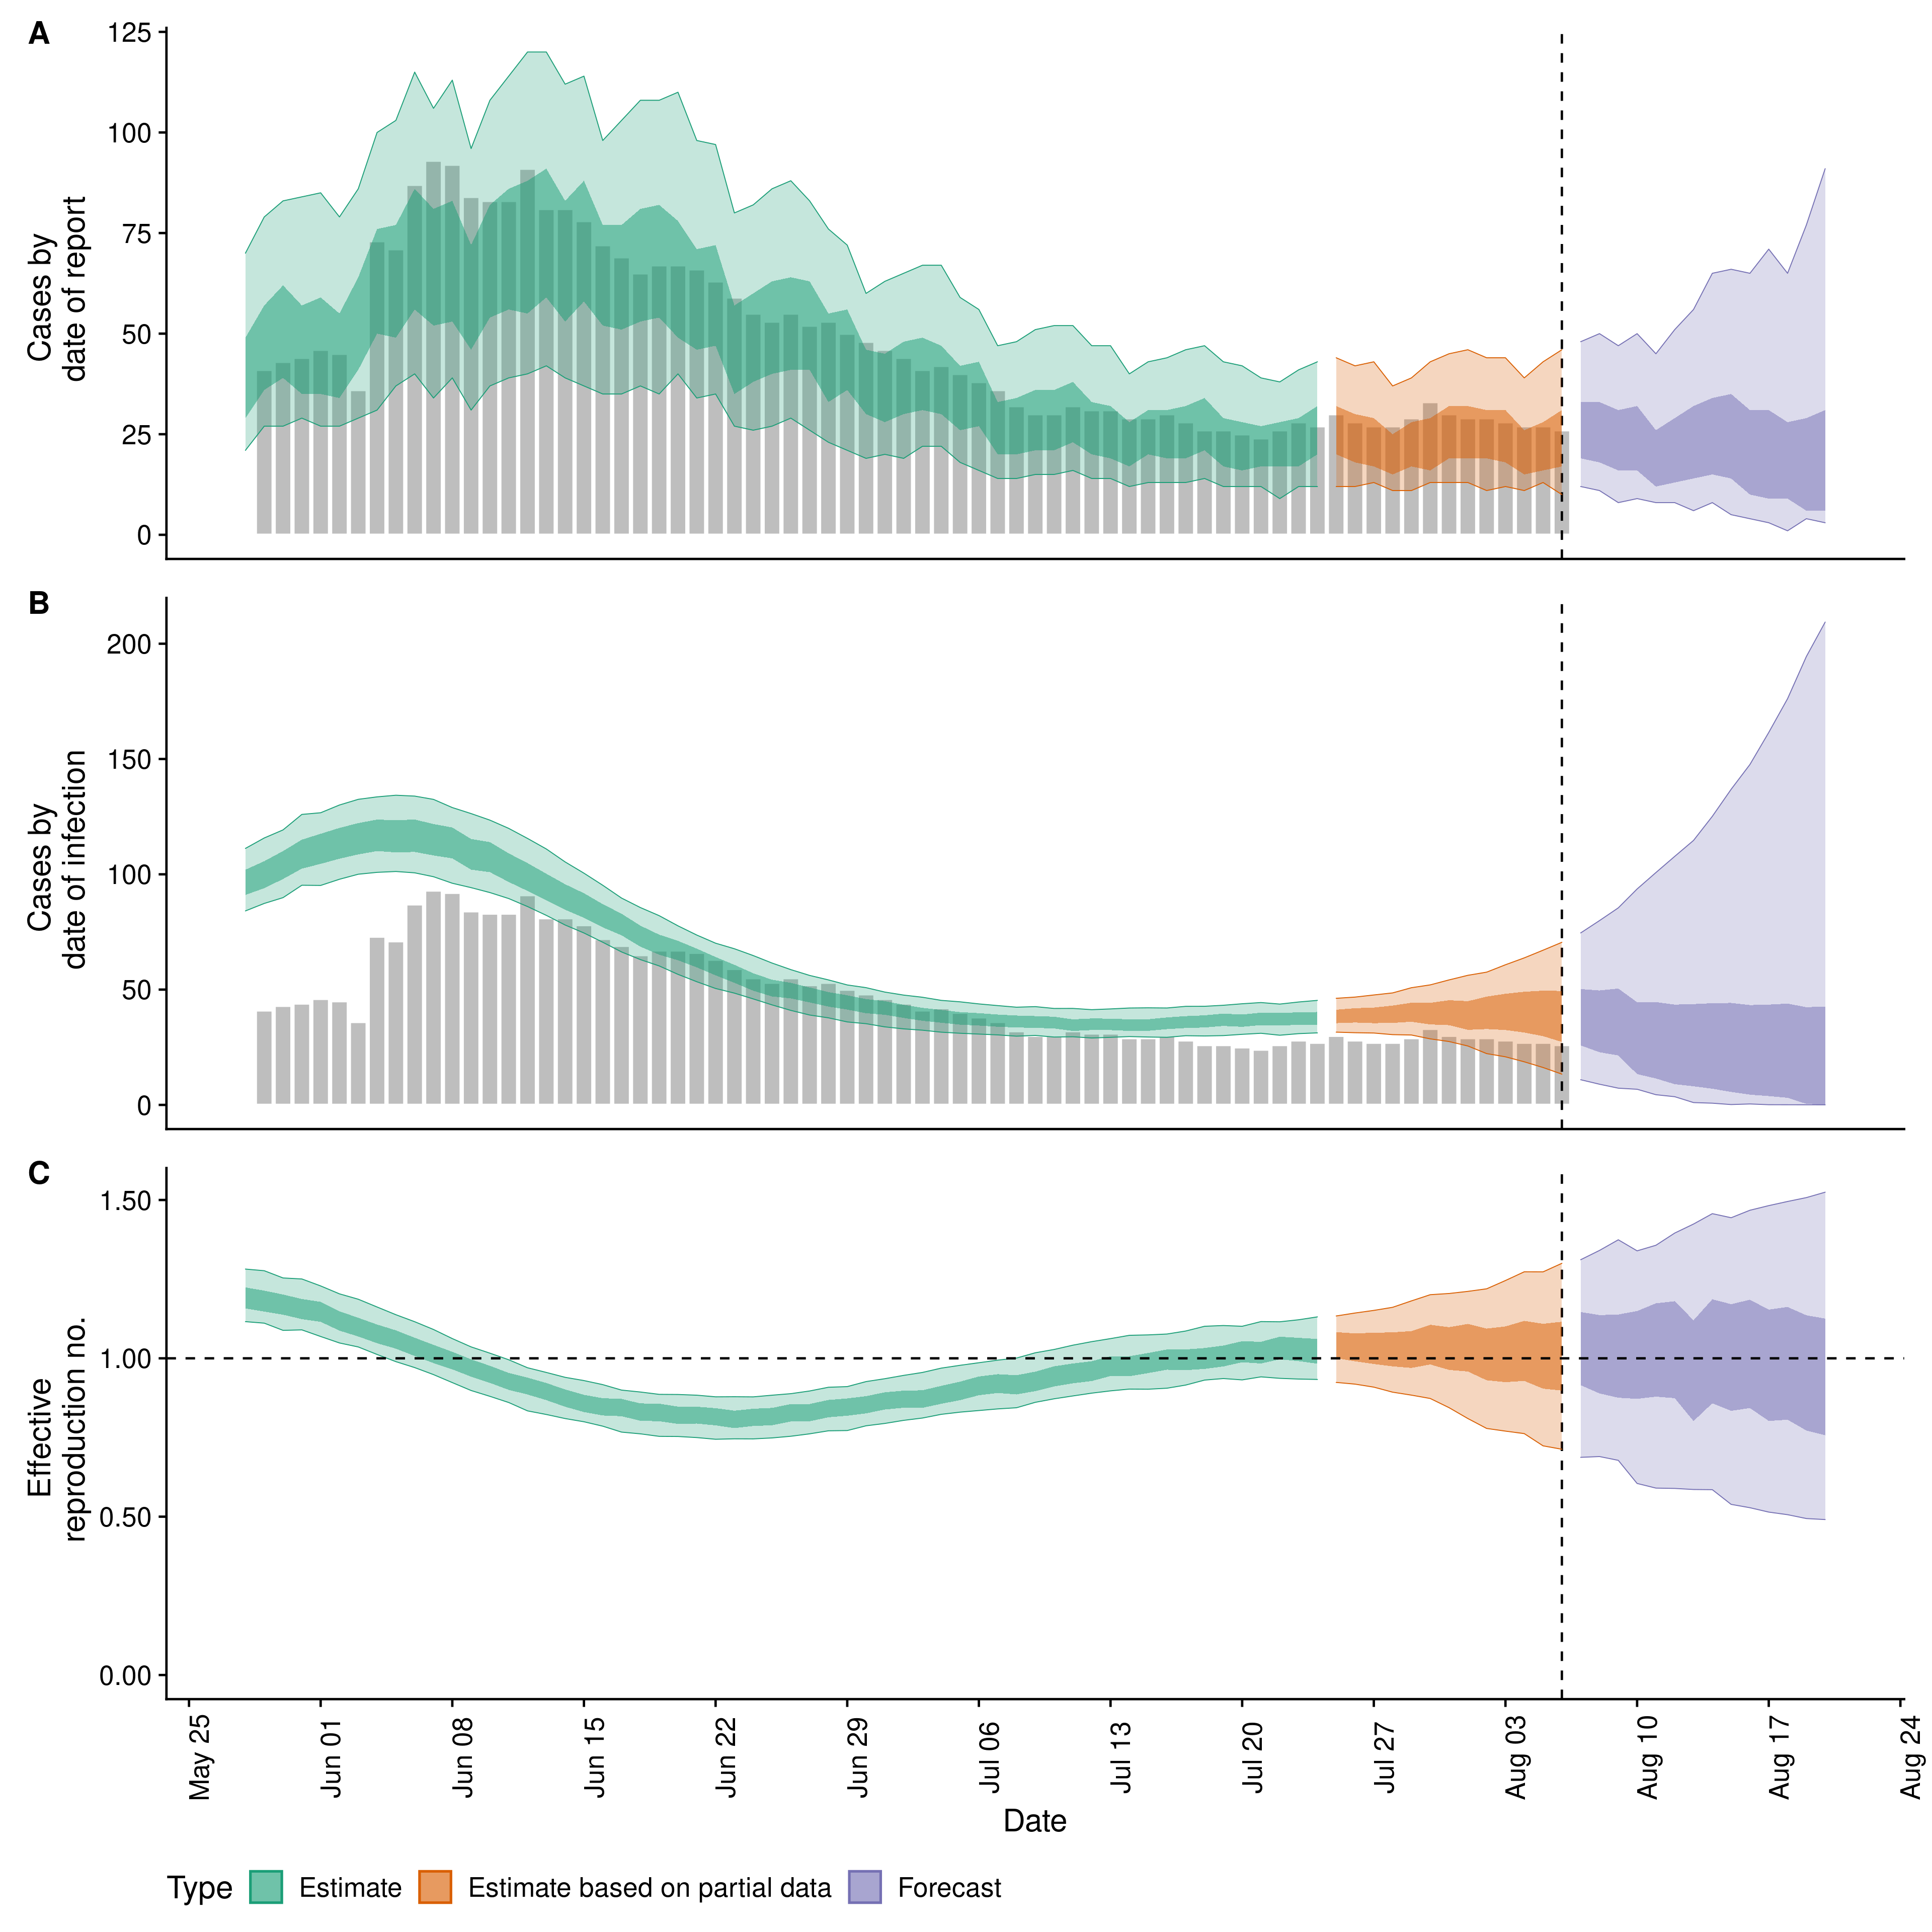 A
125
100
75
50
25
0
Cases by
date of report
B
200
150
100
50
0
Cases by
date of infection
C
1.50
1.00
0.50
0.00
Effective
reproduction no.
May 25
Jun 01
Jun 08
Jun 15
Jun 22
Jun 29
Jul 06
Jul 13
Jul 20
Jul 27
Aug 03
Aug 10
Aug 17
Aug 24
Date
Type Estimate Estimate based on partial data Forecast